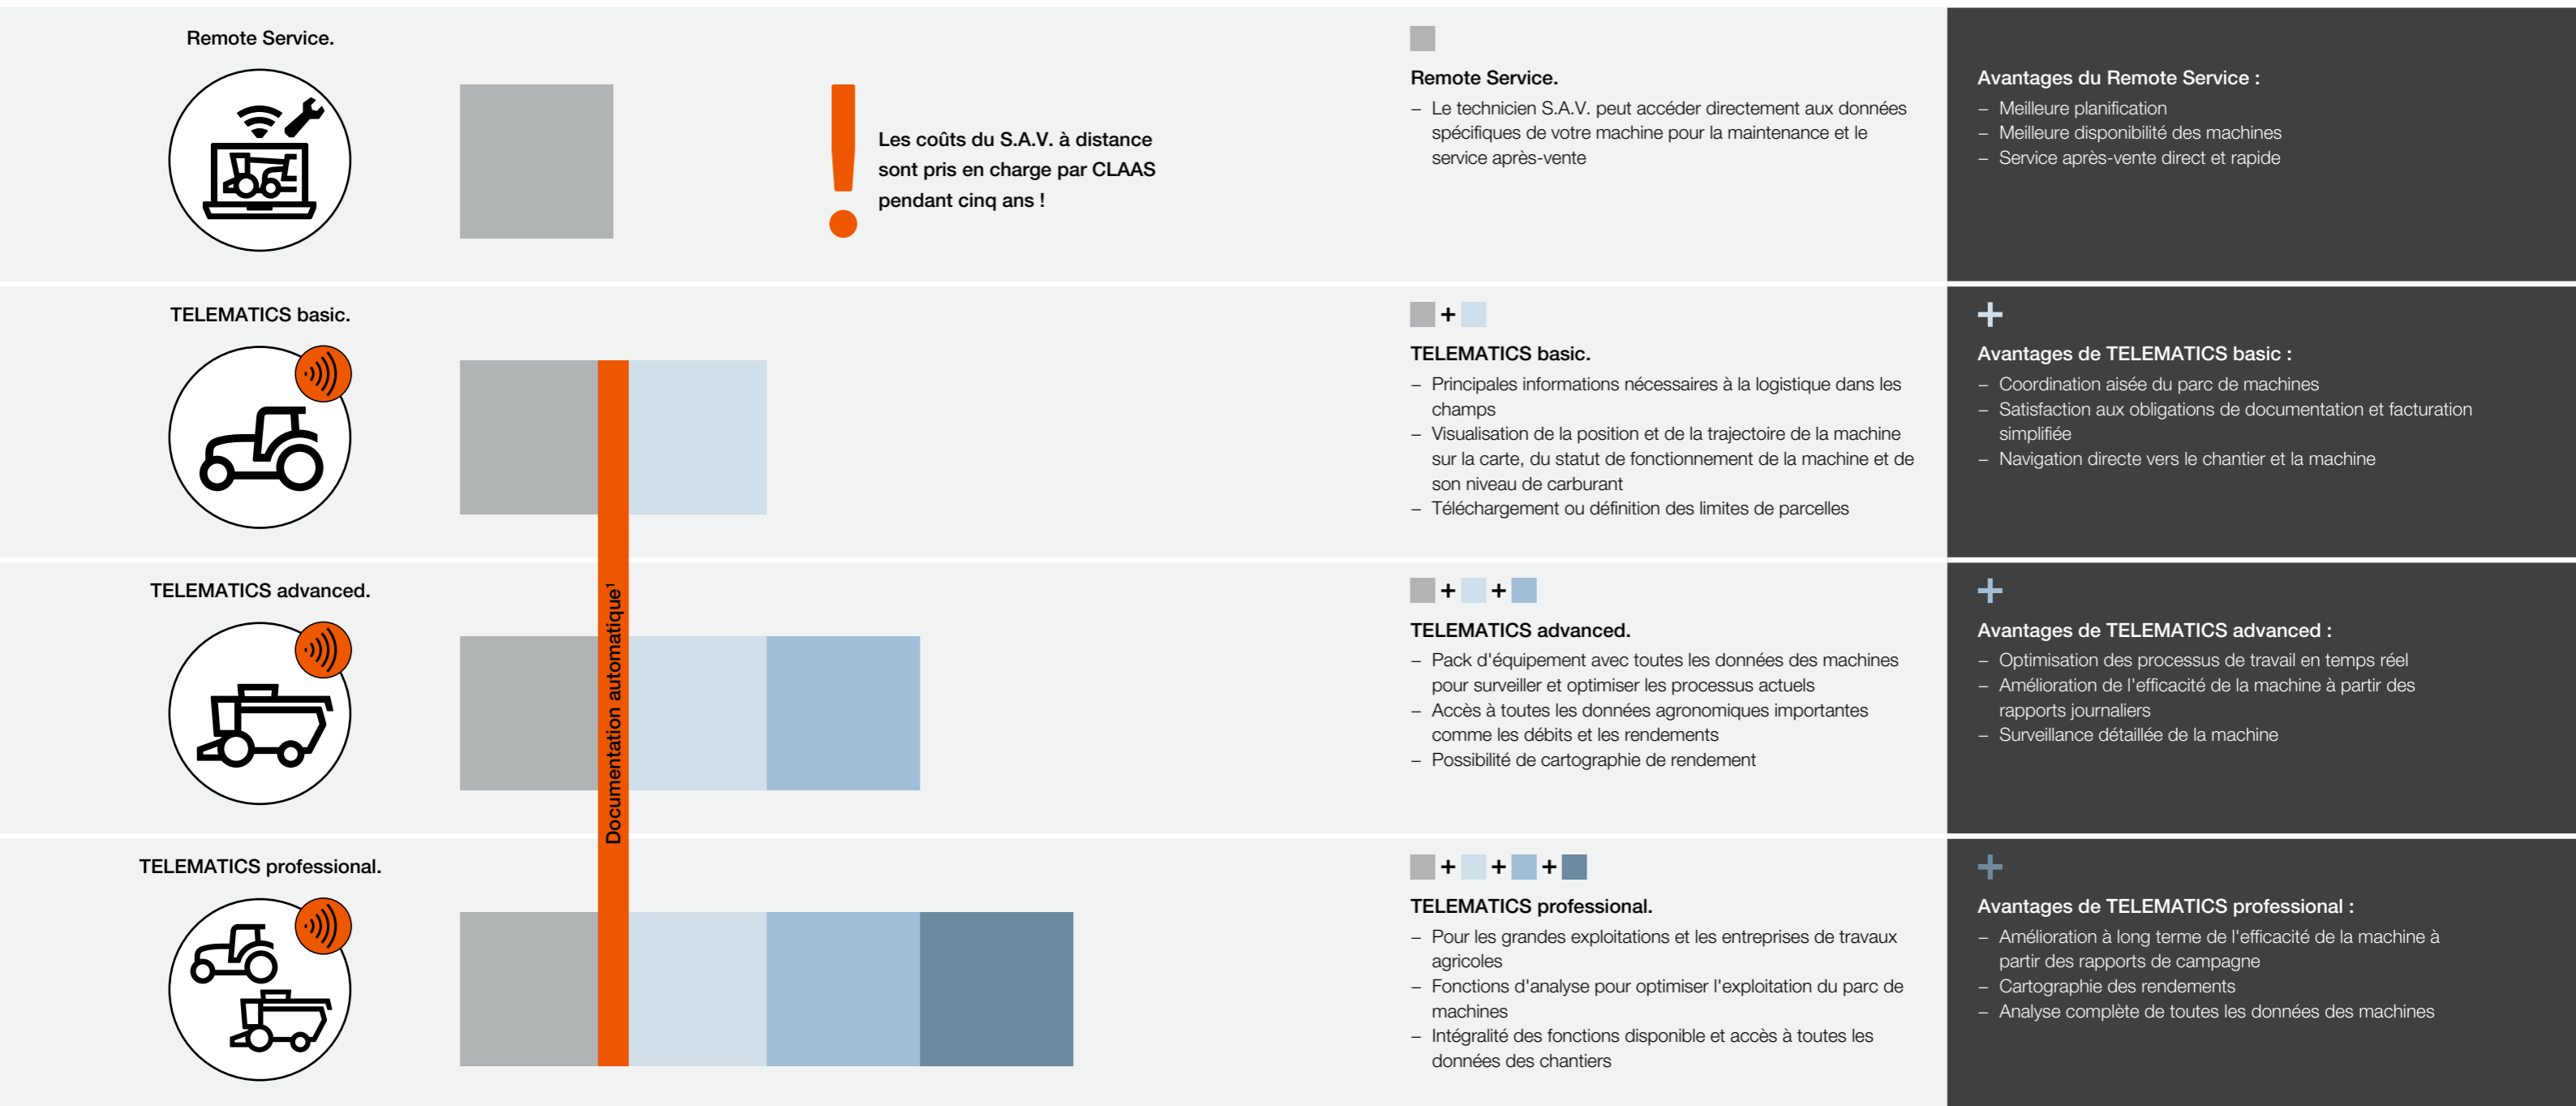 Remote Service.
Les coûts du S.A.V. à distance
sont pris en charge par CLAAS
pendant cinq ans !
Remote Service.
– Le technicien S.A.V. peut accéder directement aux données
spécifiques de votre machine pour la maintenance et le
service après-vente
Avantages du Remote Service :
– Meilleure planification
– Meilleure disponibilité des machines
– Service après-vente direct et rapide
TELEMATICS basic.
+
TELEMATICS basic.
– Principales informations nécessaires à la logistique dans les
champs
– Visualisation de la position et de la trajectoire de la machine
sur la carte, du statut de fonctionnement de la machine et de
son niveau de carburant
– Téléchargement ou définition des limites de parcelles
+
Avantages de TELEMATICS basic :
– Coordination aisée du parc de machines
– Satisfaction aux obligations de documentation et facturation
simplifiée
– Navigation directe vers le chantier et la machine
Documentation automatique¹
TELEMATICS advanced.
+ +
TELEMATICS advanced.
– Pack d'équipement avec toutes les données des machines
pour surveiller et optimiser les processus actuels
– Accès à toutes les données agronomiques importantes
comme les débits et les rendements
– Possibilité de cartographie de rendement
+
Avantages de TELEMATICS advanced :
– Optimisation des processus de travail en temps réel
– Amélioration de l'efficacité de la machine à partir des
rapports journaliers
– Surveillance détaillée de la machine
TELEMATICS professional.
+ + +
TELEMATICS professional.
– Pour les grandes exploitations et les entreprises de travaux
agricoles
– Fonctions d'analyse pour optimiser l'exploitation du parc de
machines
– Intégralité des fonctions disponible et accès à toutes les
données des chantiers
+
Avantages de TELEMATICS professional :
– Amélioration à long terme de l'efficacité de la machine à
partir des rapports de campagne
– Cartographie des rendements
– Analyse complète de toutes les données des machines